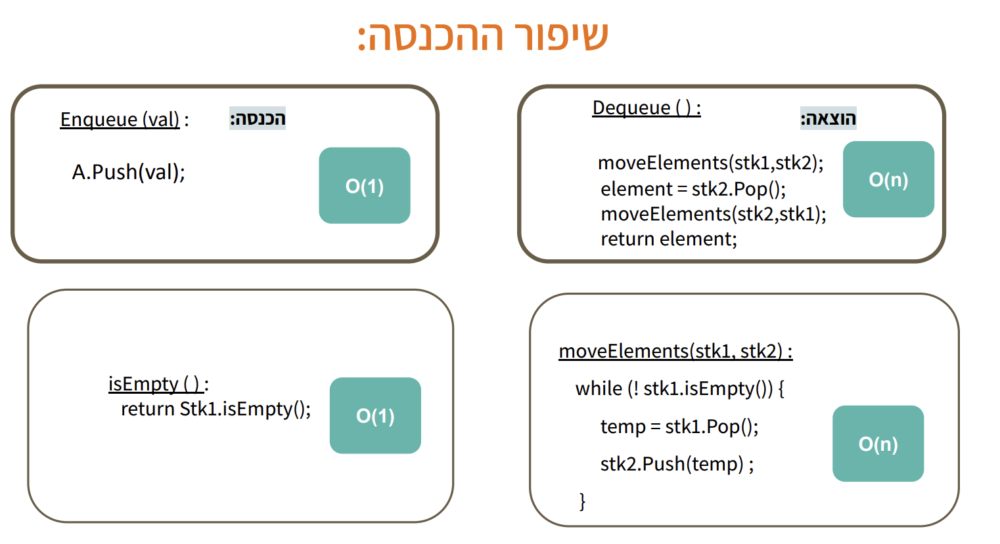 שיפור ההכנסה:
Enqueue (val) :
הכנסה:
A.Push(val);
O(1)
Dequeue ( ) :
הוצאה:
moveElements(stk1,stk2);
element = stk2.Pop();
moveElements(stk2,stk1);
return element;
O(n)
isEmpty ( ) :
return Stk1.isEmpty();
O(1)
moveElements(stk1, stk2) :
while (! stk1.isEmpty()) {
temp = stk1.Pop();
stk2.Push(temp) ;
}
O(n)